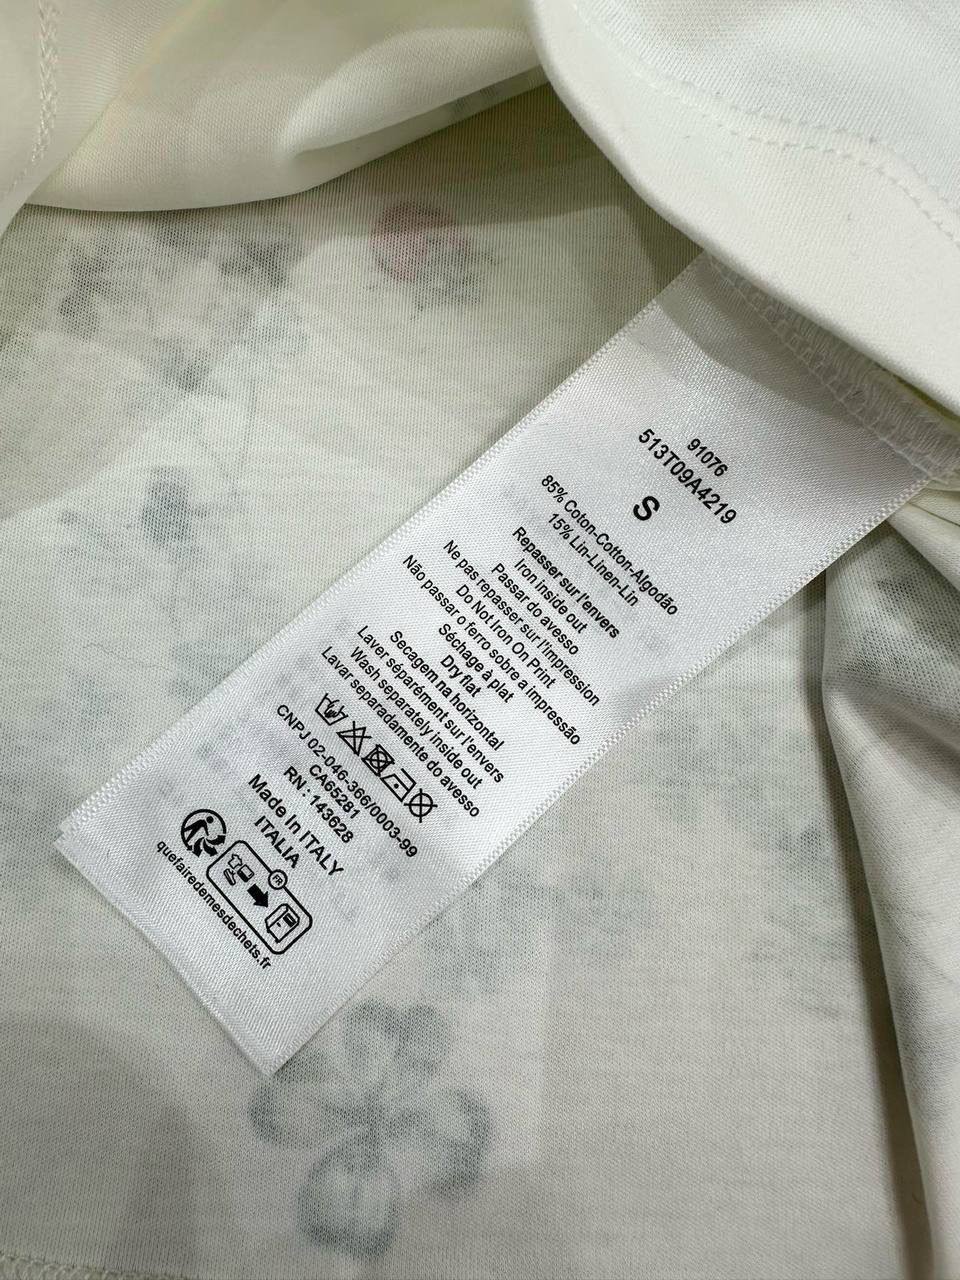 91076
513T09A4219
S
85% Coton-Cotton-Algodão
15% Lin-Linen-Lin
Repasser sur l'envers
Iron inside out
Passar do avesso
Ne pas repasser sur l'impression
Do Not Iron On Print
Não passar o ferro sobre a impressão
Séchage à plat
Dry flat
Secagem na horizontal
Laver séparément sur l'envers
Wash separately inside out
Lavar separadamente do avesso
CNPJ 02-046-366/0003-99
CA65281
RN : 143628
Made In ITALY
ITALIA
FR
quefairedemesdechets.fr